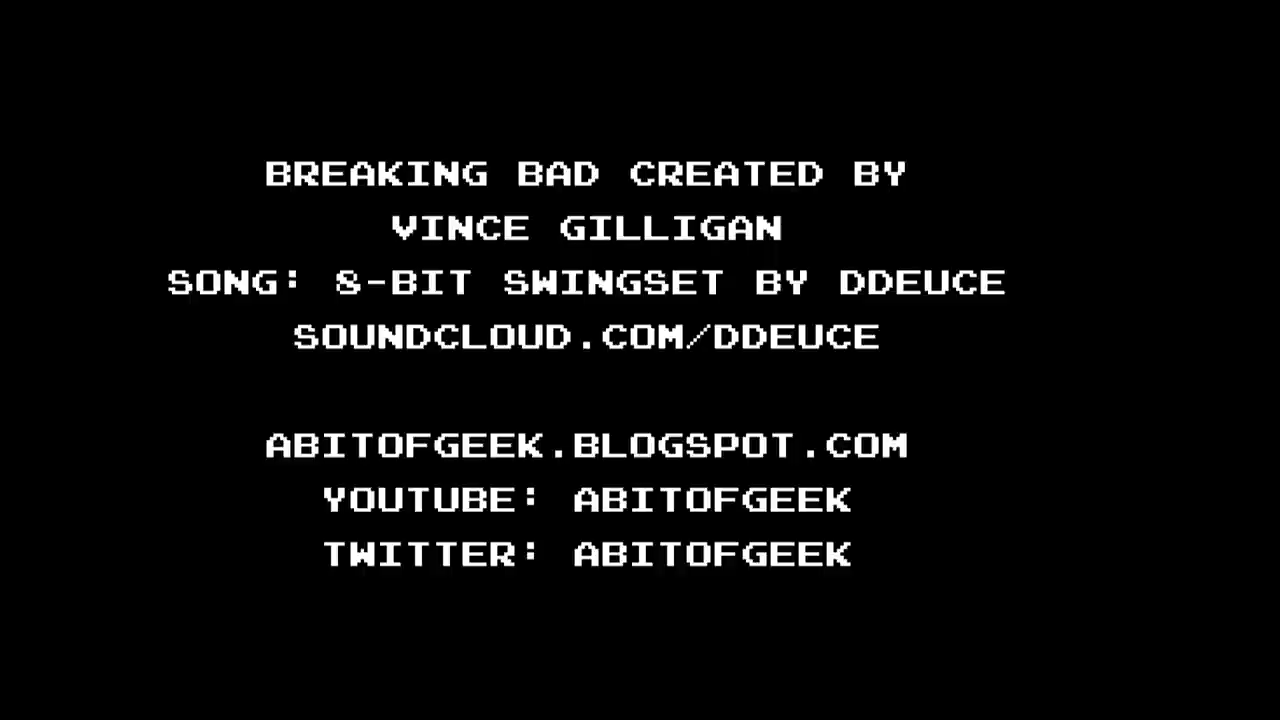 BREAKING BAD CREATED BY
VINCE GILLIGAN
SONG: 8-BIT SWINGSET BY DDEUCE
SOUNDCLOUD.COM/DDEUCE
ABITOFGEEK.BLOGSPOT.COM
YOUTUBE: ABITOFGEEK
TWITTER: ABITOFGEEK